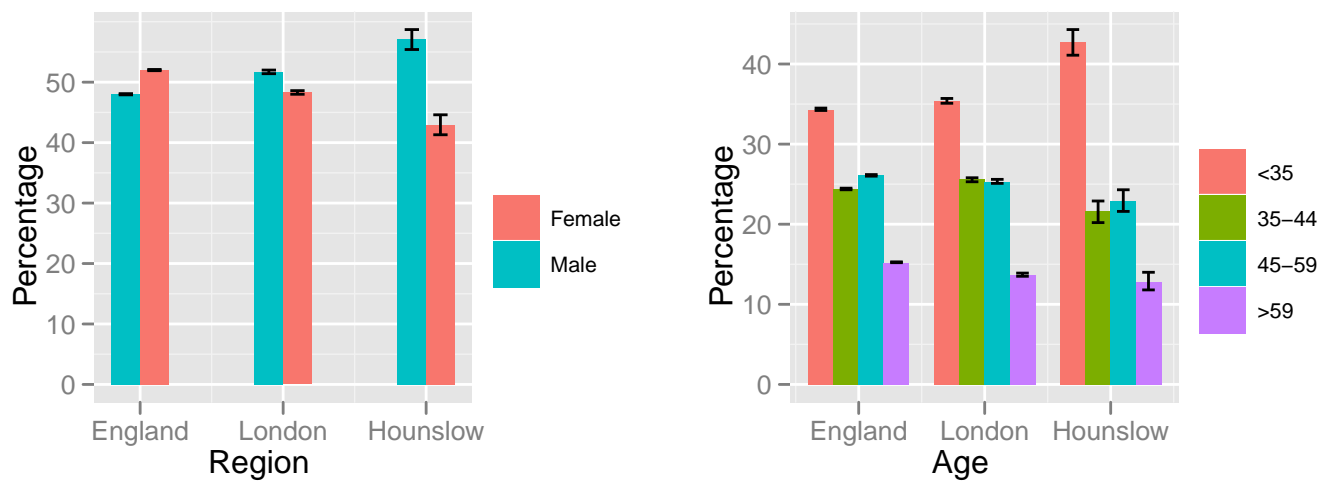 Percentage
50
40
30
20
10
0
England London Hounslow
Region
Female
Male
Percentage
40
30
20
10
0
England London Hounslow
Age
<35
35−44
45−59
>59